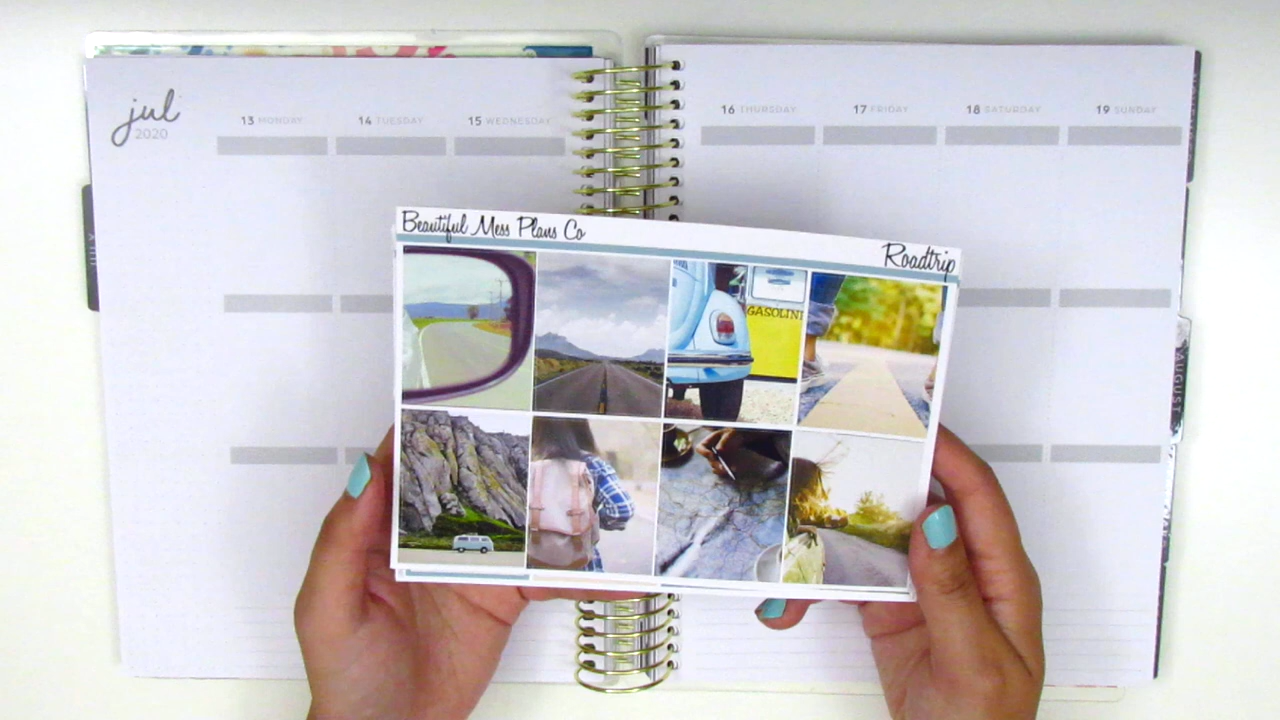 jul
2020
13 MONDAY
14 TUESDAY
15 WEDNESDAY
16 THURSDAY
17 FRIDAY
18 SATURDAY
19 SUNDAY
Beautiful Mess Plans Co
Roadtrip
GASOLINE
AUGUST